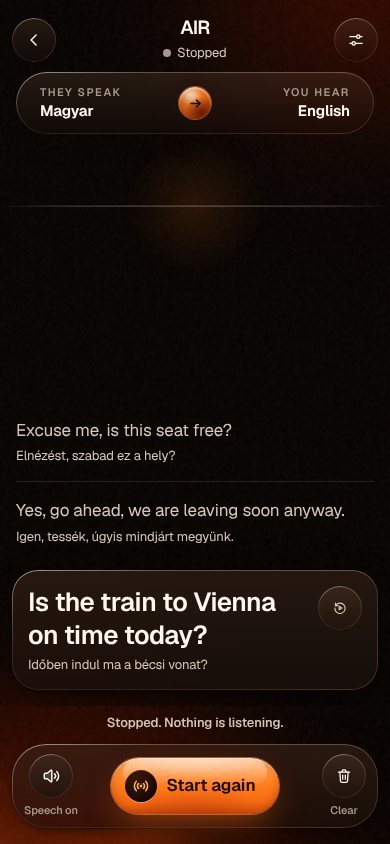 AIR
Stopped
THEY SPEAK
Magyar
YOU HEAR
English
Excuse me, is this seat free?
Elnézést, szabad ez a hely?
Yes, go ahead, we are leaving soon anyway.
Igen, tessék, úgyis mindjárt megyünk.
Is the train to Vienna
on time today?
Időben indul ma a bécsi vonat?
Stopped. Nothing is listening.
Speech on
Start again
Clear